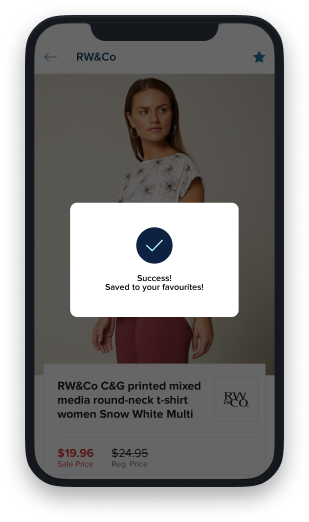 RW&Co
Success!
Saved to your favourites!
RW&Co C&G printed mixed
media round-neck t-shirt
women Snow White Multi
RW
&CO.
$19.96 $24.95
Sale Price Reg. Price